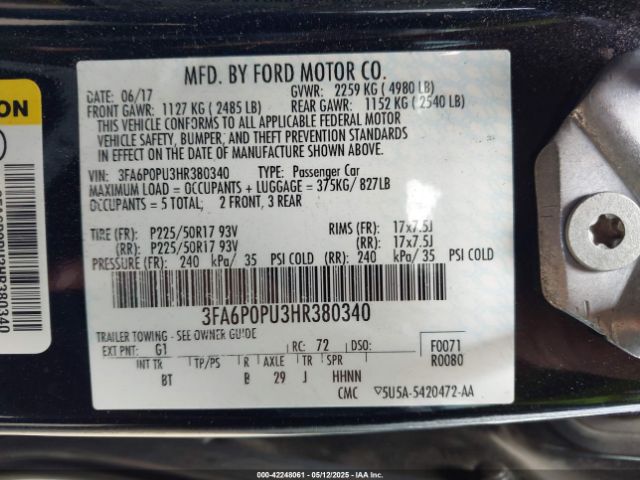 MFD. BY FORD MOTOR CO.
DATE: 06/17 GVWR: 2259 KG ( 4980 LB)
FRONT GAWR: 1127 KG ( 2485 LB) REAR GAWR: 1152 KG ( 2540 LB)
THIS VEHICLE CONFORMS TO ALL APPLICABLE FEDERAL MOTOR
VEHICLE SAFETY, BUMPER, AND THEFT PREVENTION STANDARDS
IN EFFECT ON THE DATE OF MANUFACTURE SHOWN ABOVE.
VIN: 3FA6P0PU3HR380340 TYPE: Passenger Car
MAXIMUM LOAD = OCCUPANTS + LUGGAGE = 375KG/ 827LB
OCCUPANTS = 5 TOTAL; 2 FRONT, 3 REAR
TIRE (FR): P225/50R17 93V RIMS (FR): 17x7.5J
(RR): P225/50R17 93V (RR): 17x7.5J
PRESSURE (FR): 240 kPa/ 35 PSI COLD (RR): 240 kPa/ 35 PSI COLD
3FA6P0PU3HR380340
TRAILER TOWING - SEE OWNER GUIDE
EXT PNT: G1 RC: 72 DSO: F0071
INT TR TP/PS R AXLE TR SPR R0080
BT B 29 J HHNN
CMC 5U5A-5420472-AA
ION
000-42248061 - 05/12/2025 - IAA Inc.